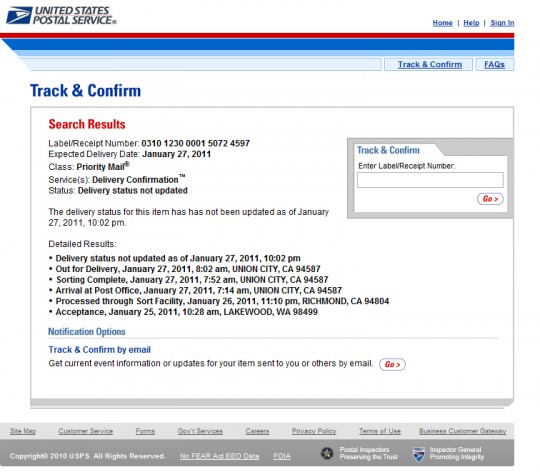 UNITED STATES
POSTAL SERVICE®
Home | Help | Sign In
Track & Confirm FAQs
Track & Confirm
Search Results
Label/Receipt Number: 0310 1230 0001 5072 4597
Expected Delivery Date: January 27, 2011
Class: Priority Mail®
Service(s): Delivery Confirmation™
Status: Delivery status not updated
Track & Confirm
Enter Label/Receipt Number.
Go >
The delivery status for this item has has not been updated as of January
27, 2011, 10:02 pm.
Detailed Results:
• Delivery status not updated as of January 27, 2011, 10:02 pm
• Out for Delivery, January 27, 2011, 8:02 am, UNION CITY, CA 94587
• Sorting Complete, January 27, 2011, 7:52 am, UNION CITY, CA 94587
• Arrival at Post Office, January 27, 2011, 7:14 am, UNION CITY, CA 94587
• Processed through Sort Facility, January 26, 2011, 11:10 pm, RICHMOND, CA 94804
• Acceptance, January 25, 2011, 10:28 am, LAKEWOOD, WA 98499
Notification Options
Track & Confirm by email
Get current event information or updates for your item sent to you or others by email. Go >
Site Map Customer Service Forms Gov't Services Careers Privacy Policy Terms of Use Business Customer Gateway
Copyright© 2010 USPS. All Rights Reserved. No FEAR Act EEO Data FOIA
Postal Inspectors
Preserving the Trust
Inspector General
Promoting Integrity